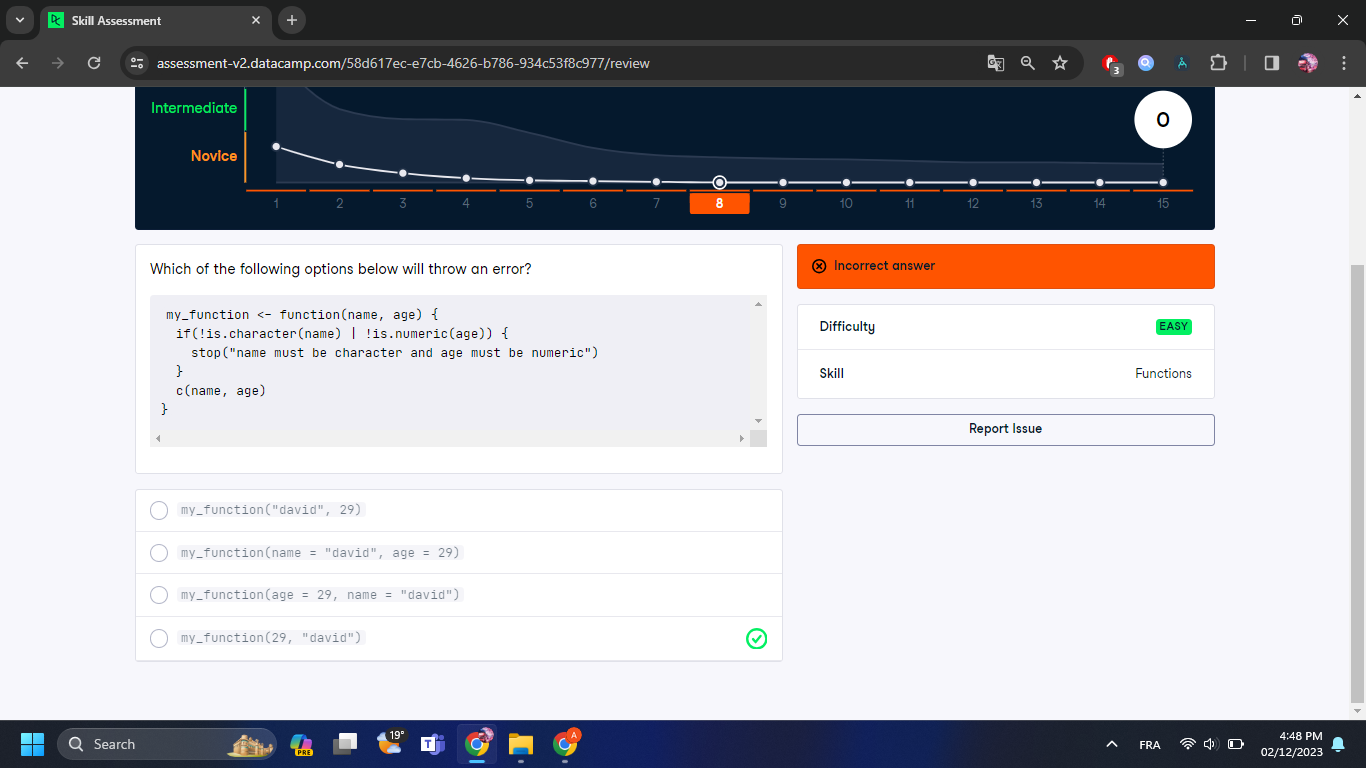 Skill Assessment
assessment-v2.datacamp.com/58d617ec-e7cb-4626-b786-934c53f8c977/review
3
Intermediate
Novice
0
1 2 3 4 5 6 7 8 9 10 11 12 13 14 15
Which of the following options below will throw an error?
my_function <- function(name, age) {
if(!is.character(name) | !is.numeric(age)) {
stop("name must be character and age must be numeric")
}
c(name, age)
}
my_function("david", 29)
my_function(name = "david", age = 29)
my_function(age = 29, name = "david")
my_function(29, "david")
Incorrect answer
Difficulty EASY
Skill Functions
Report Issue
Search
PRE
19°
A
FRA
4:48 PM
02/12/2023